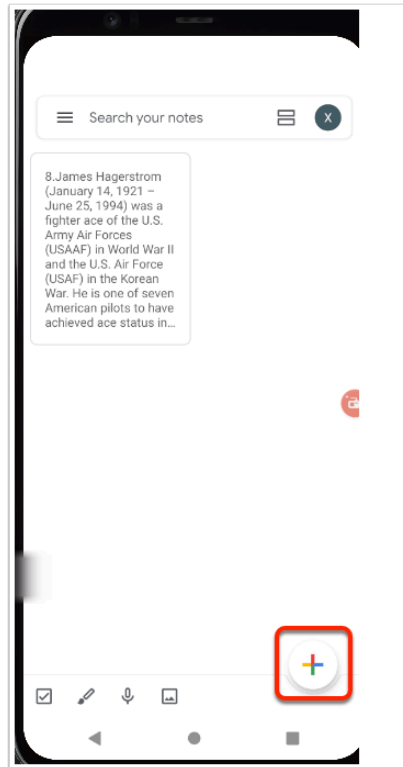 Search your notes
X
8.James Hagerstrom
(January 14, 1921 –
June 25, 1994) was a
fighter ace of the U.S.
Army Air Forces
(USAAF) in World War II
and the U.S. Air Force
(USAF) in the Korean
War. He is one of seven
American pilots to have
achieved ace status in...